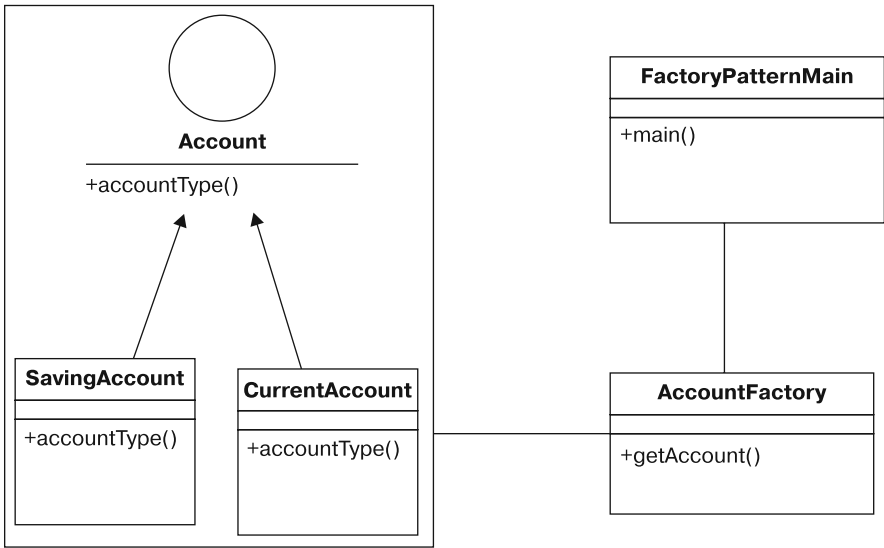 Account
+accountType()
SavingAccount
+accountType()
CurrentAccount
+accountType()
FactoryPatternMain
+main()
AccountFactory
+getAccount()